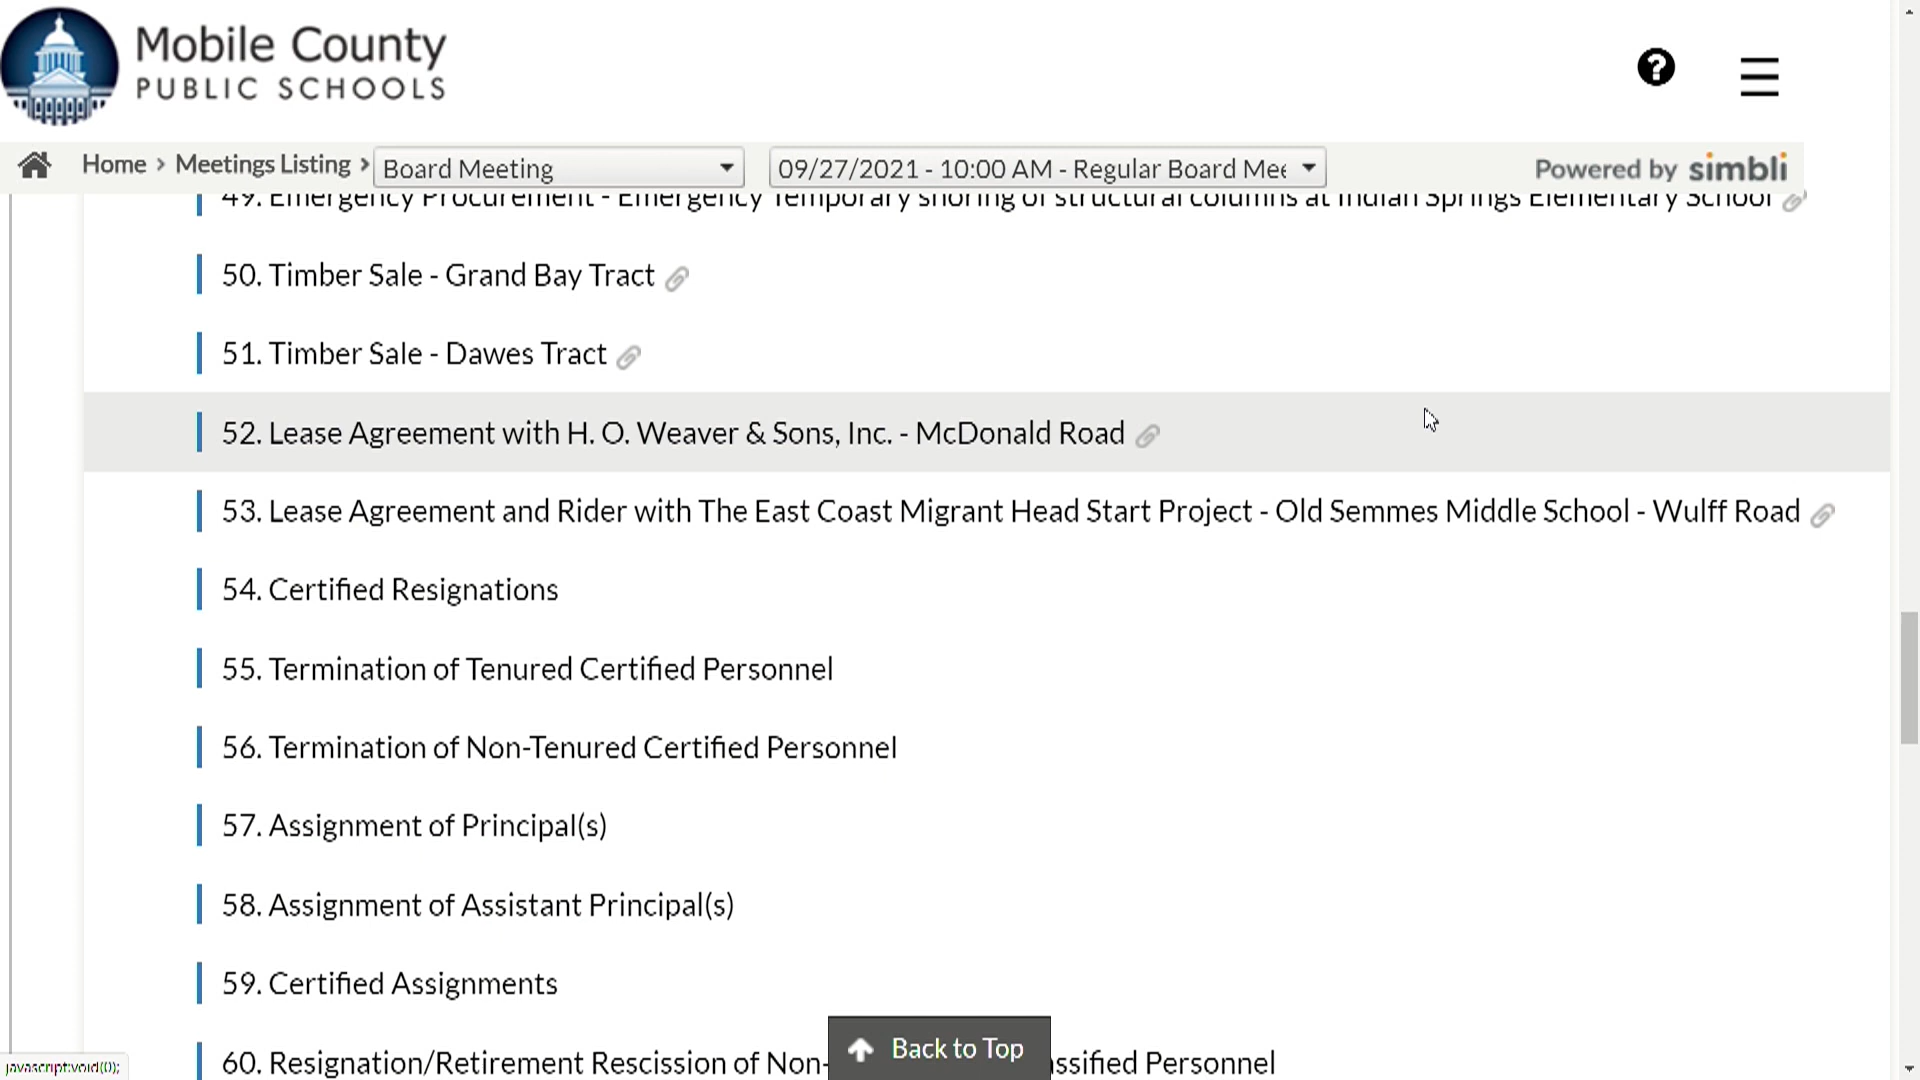 Mobile County
PUBLIC SCHOOLS
Home > Meetings Listing > Board Meeting 09/27/2021 - 10:00 AM - Regular Board Mee Powered by simbli
49. Emergency Procurement - Emergency Temporary shoring of structural columns at Indian Springs Elementary School
50. Timber Sale - Grand Bay Tract
51. Timber Sale - Dawes Tract
52. Lease Agreement with H. O. Weaver & Sons, Inc. - McDonald Road
53. Lease Agreement and Rider with The East Coast Migrant Head Start Project - Old Semmes Middle School - Wulff Road
54. Certified Resignations
55. Termination of Tenured Certified Personnel
56. Termination of Non-Tenured Certified Personnel
57. Assignment of Principal(s)
58. Assignment of Assistant Principal(s)
59. Certified Assignments
Back to Top
60. Resignation/Retirement Rescission of Non- ssified Personnel
javascript:void(0);